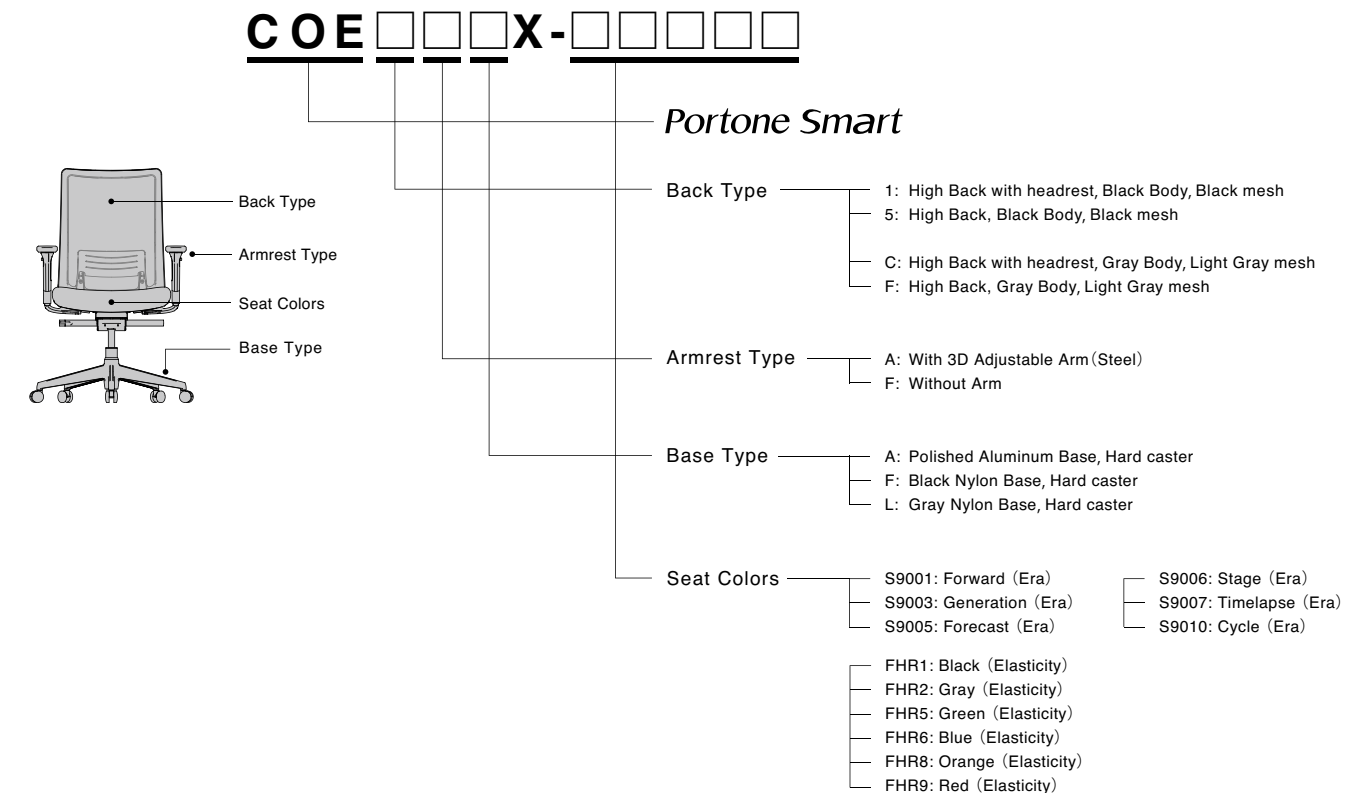 COE□□□X-□□□□□
Portone Smart
Back Type
1: High Back with headrest, Black Body, Black mesh
5: High Back, Black Body, Black mesh
C: High Back with headrest, Gray Body, Light Gray mesh
F: High Back, Gray Body, Light Gray mesh
Back Type
Armrest Type
Seat Colors
Base Type
Armrest Type
A: With 3D Adjustable Arm（Steel）
F: Without Arm
Base Type
A: Polished Aluminum Base, Hard caster
F: Black Nylon Base, Hard caster
L: Gray Nylon Base, Hard caster
Seat Colors
S9001: Forward（Era）
S9003: Generation（Era）
S9005: Forecast（Era）
S9006: Stage（Era）
S9007: Timelapse（Era）
S9010: Cycle（Era）
FHR1: Black（Elasticity）
FHR2: Gray（Elasticity）
FHR5: Green（Elasticity）
FHR6: Blue（Elasticity）
FHR8: Orange（Elasticity）
FHR9: Red（Elasticity）